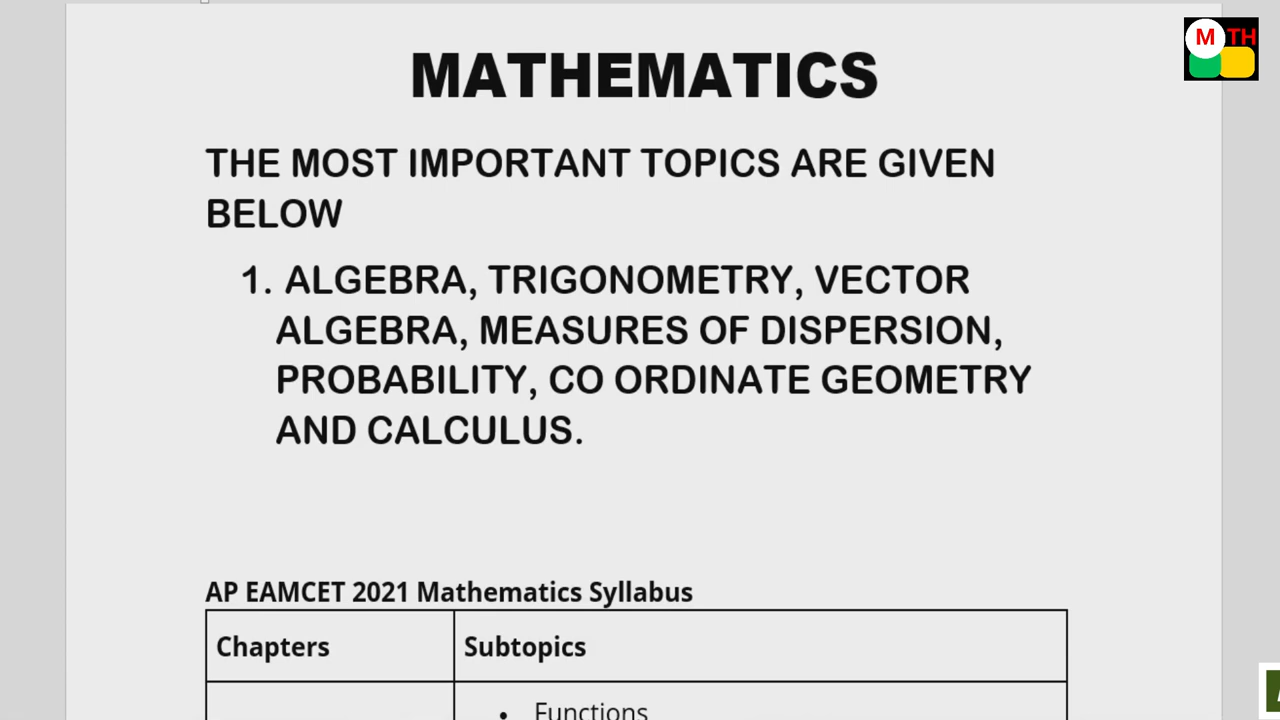 MATHEMATICS
M TH
THE MOST IMPORTANT TOPICS ARE GIVEN
BELOW
1. ALGEBRA, TRIGONOMETRY, VECTOR
ALGEBRA, MEASURES OF DISPERSION,
PROBABILITY, CO ORDINATE GEOMETRY
AND CALCULUS.
AP EAMCET 2021 Mathematics Syllabus
Chapters Subtopics
• Functions